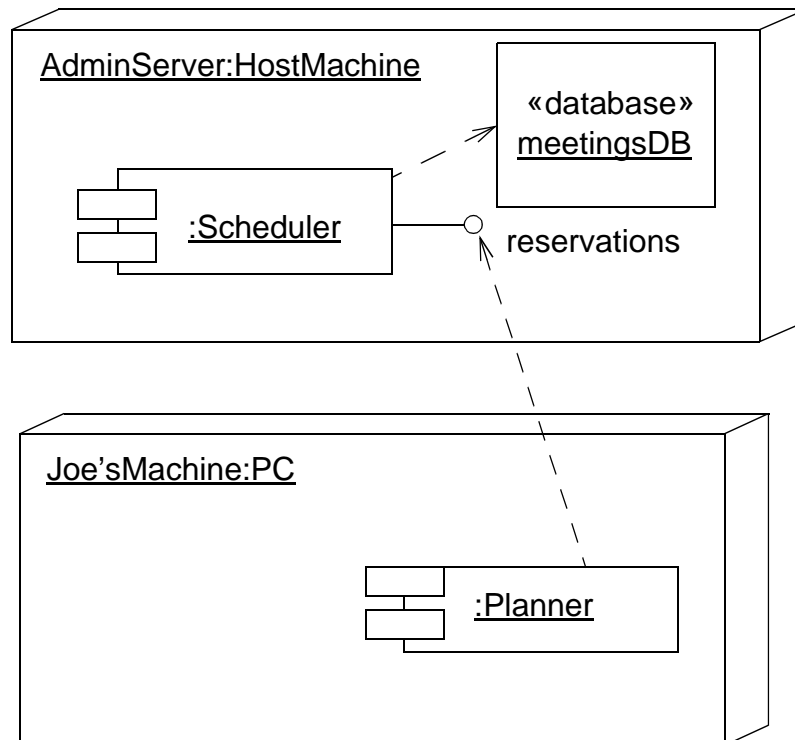 AdminServer:HostMachine
«database»
meetingsDB
:Scheduler
reservations
Joe’sMachine:PC
:Planner